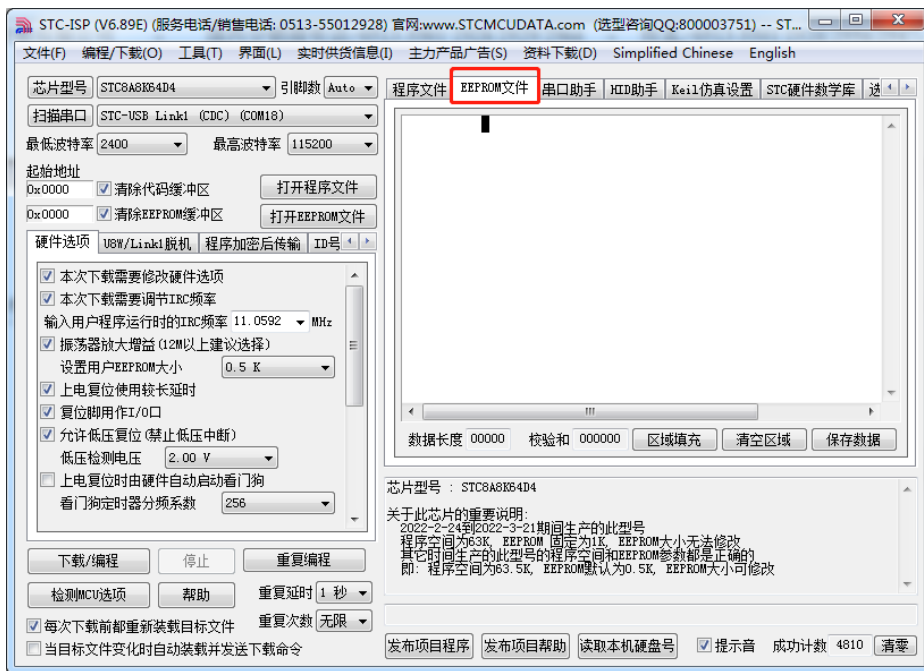 STC-ISP (V6.89E) (服务电话/销售电话: 0513-55012928) 官网:www.STCMCUDATA.com (选型咨询QQ:800003751) -- ST...
文件(F) 编程/下载(O) 工具(T) 界面(L) 实时供货信息(I) 主力产品广告(S) 资料下载(D) Simplified Chinese English
芯片型号 STC8A8K64D4 引脚数 Auto
扫描串口 STC-USB Link1 (CDC) (COM18)
最低波特率 2400 最高波特率 115200
起始地址
0x0000 清除代码缓冲区 打开程序文件
0x0000 清除EEPROM缓冲区 打开EEPROM文件
硬件选项 U8W/Link1脱机 程序加密后传输 ID号
本次下载需要修改硬件选项
本次下载需要调节IRC频率
输入用户程序运行时的IRC频率 11.0592 MHz
振荡器放大增益(12M以上建议选择)
设置用户EEPROM大小 0.5 K
上电复位使用较长延时
复位脚用作I/O口
允许低压复位(禁止低压中断)
低压检测电压 2.00 V
上电复位时由硬件自动启动看门狗
看门狗定时器分频系数 256
下载/编程 停止 重复编程
检测MCU选项 帮助 重复延时 1 秒
每次下载前都重新装载目标文件 重复次数 无限
当目标文件变化时自动装载并发送下载命令
程序文件 EEPROM文件 串口助手 HID助手 Keil仿真设置 STC硬件数学库 选
数据长度 00000 校验和 000000 区域填充 清空区域 保存数据
芯片型号 : STC8A8K64D4
关于此芯片的重要说明:
2022-2-24到2022-3-21期间生产的此型号
程序空间为63K, EEPROM 固定为1K, EEPROM大小无法修改
其它时间生产的此型号的程序空间和EEPROM参数都是正确的
即: 程序空间为63.5K, EEPROM默认为0.5K, EEPROM大小可修改
发布项目程序 发布项目帮助 读取本机硬盘号 提示音 成功计数 4810 清零